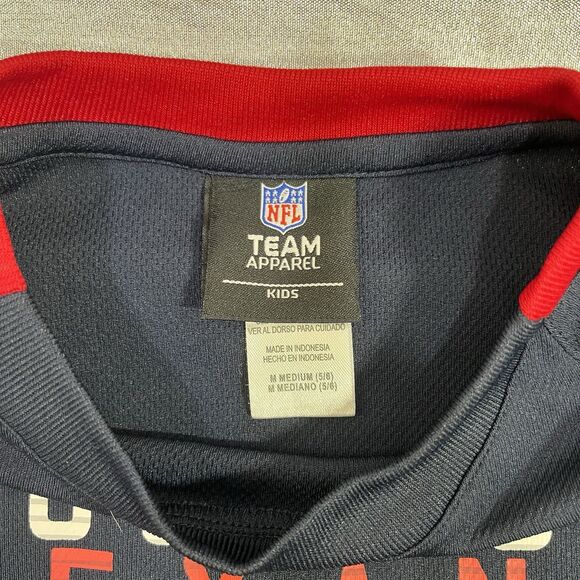 NFL
TEAM
APPAREL
KIDS
VER AL DORSO PARA CUIDADO
MADE IN INDONESIA
HECHO EN INDONESIA
M MEDIUM (5/6)
M MEDIANO (5/6)